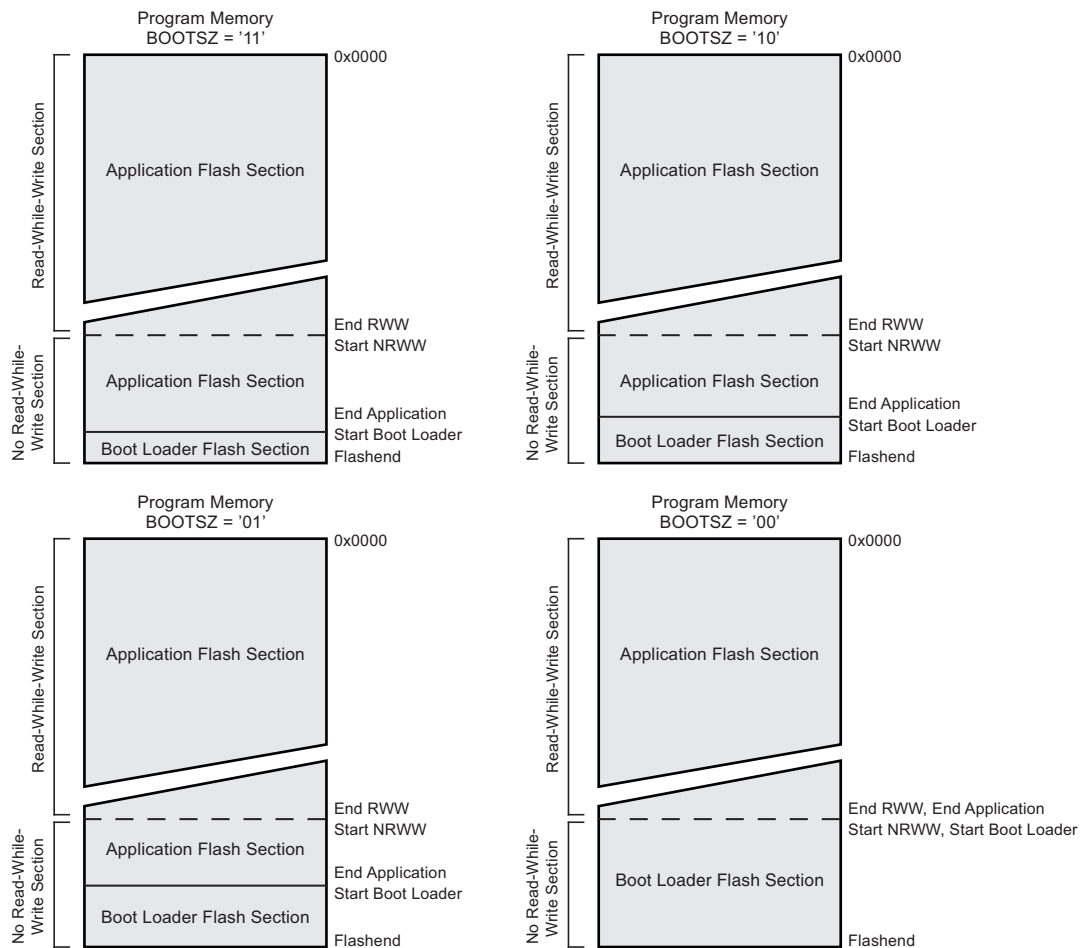 Program Memory
BOOTSZ = '11'
0x0000
Read-While-Write Section
Application Flash Section
End RWW
Start NRWW
No Read-While-
Write Section
Application Flash Section
End Application
Start Boot Loader
Boot Loader Flash Section
Flashend
Program Memory
BOOTSZ = '10'
0x0000
Read-While-Write Section
Application Flash Section
End RWW
Start NRWW
No Read-While-
Write Section
Application Flash Section
End Application
Start Boot Loader
Boot Loader Flash Section
Flashend
Program Memory
BOOTSZ = '01'
0x0000
Read-While-Write Section
Application Flash Section
End RWW
Start NRWW
No Read-While-
Write Section
Application Flash Section
End Application
Start Boot Loader
Boot Loader Flash Section
Flashend
Program Memory
BOOTSZ = '00'
0x0000
Read-While-Write Section
Application Flash Section
End RWW, End Application
Start NRWW, Start Boot Loader
No Read-While-
Write Section
Boot Loader Flash Section
Flashend